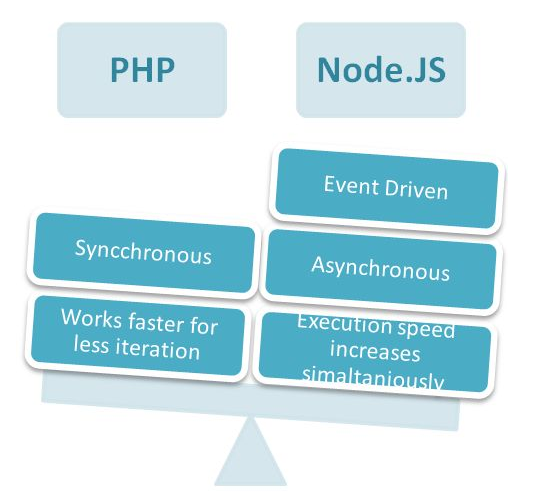 PHP
Node.JS
Event Driven
Syncchronous
Asynchronous
Works faster for
less iteration
Execution speed
increases
simaltaniously